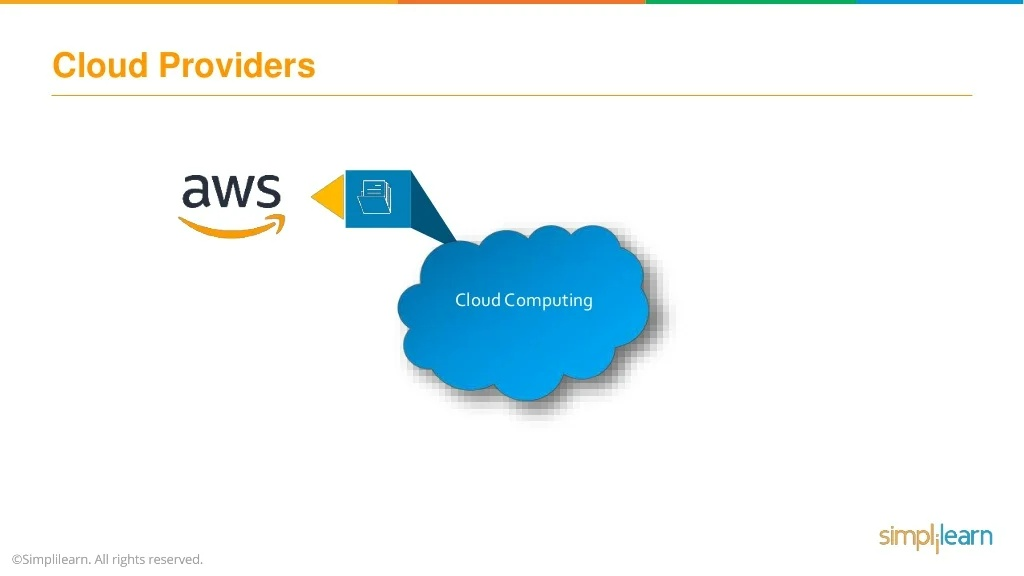 Cloud Providers
aws
Cloud Computing
simplilearn
©Simplilearn. All rights reserved.